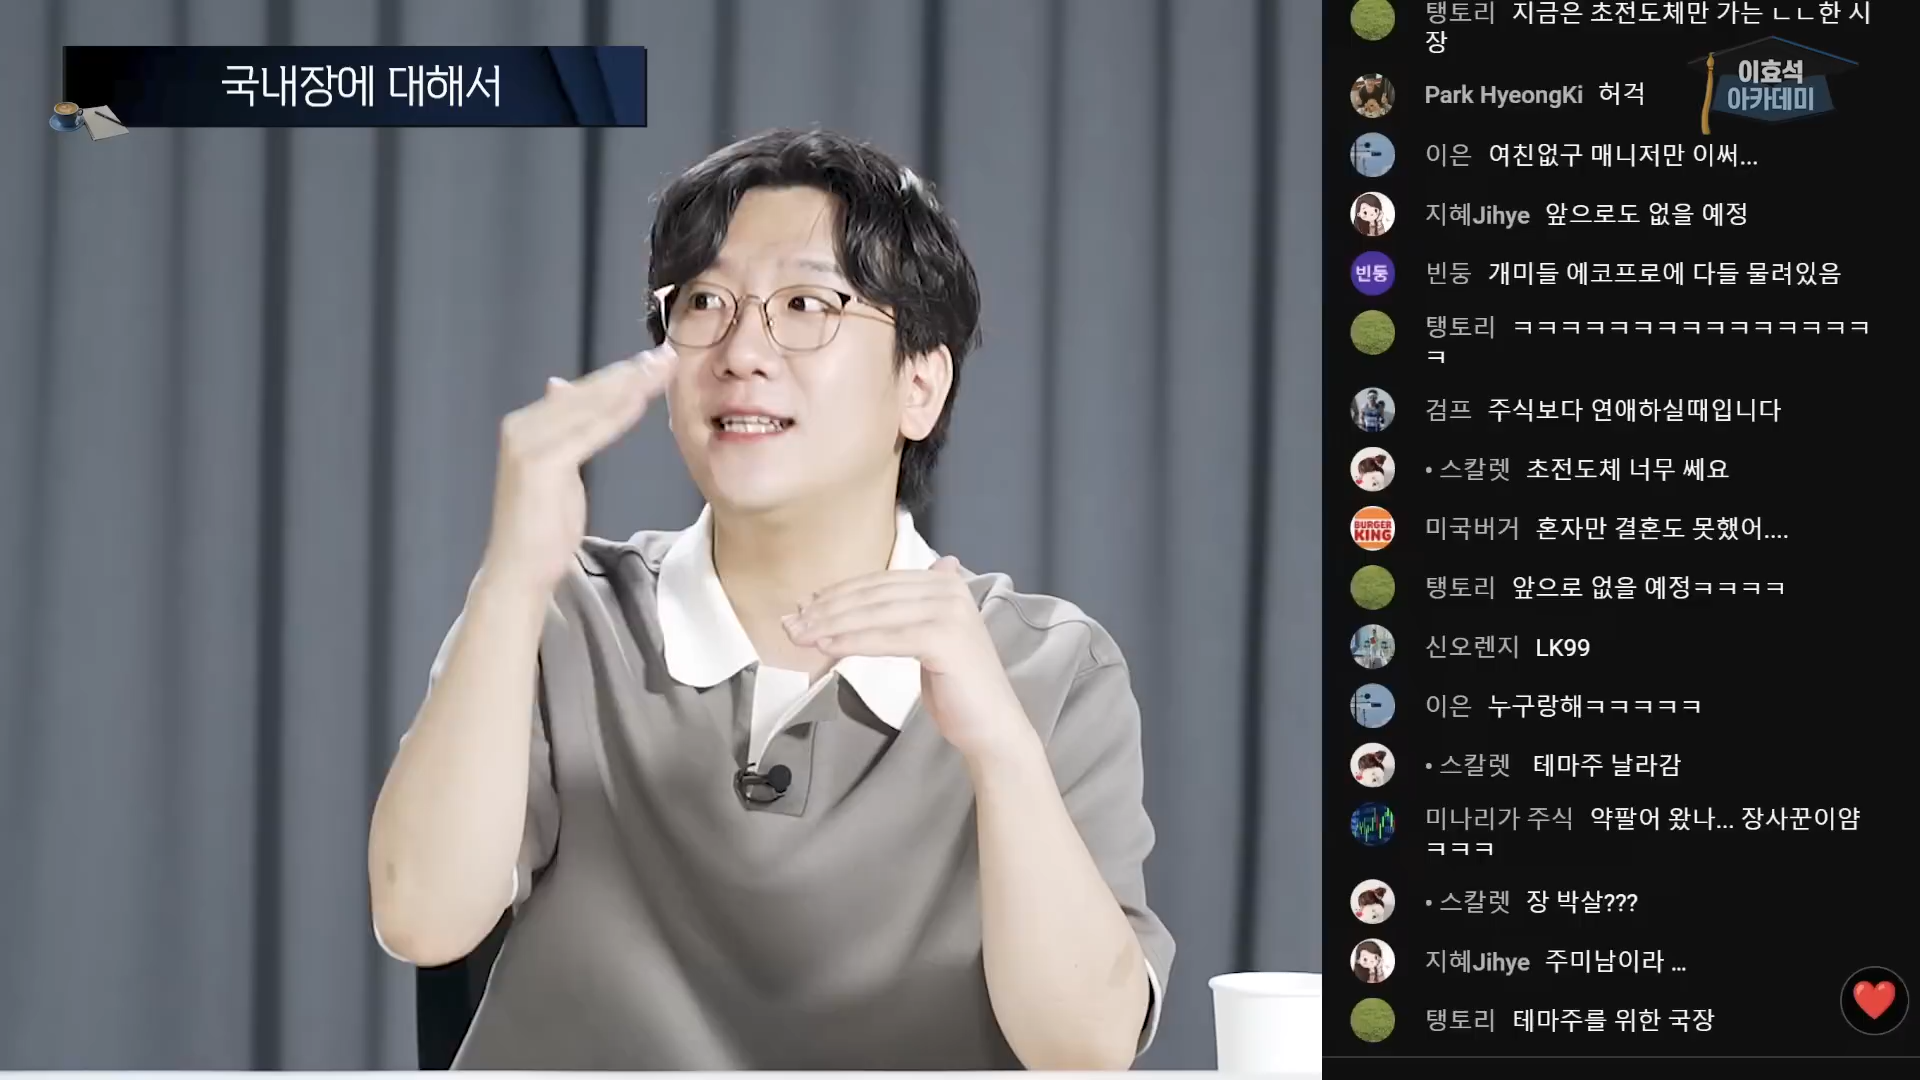 국내장에 대해서
탱토리 지금은 초전도체만 가는 ㄴㄴ한 시
장
이효석
아카데미
Park HyeongKi 허걱
이은 여친없구 매니저만 이써...
지혜Jihye 앞으로도 없을 예정
빈둥 빈둥 개미들 에코프로에 다들 물려있음
탱토리 ㅋㅋㅋㅋㅋㅋㅋㅋㅋㅋㅋㅋㅋㅋㅋ
ㅋ
검프 주식보다 연애하실때입니다
• 스칼렛 초전도체 너무 쎄요
BURGER
KING
미국버거 혼자만 결혼도 못했어....
탱토리 앞으로 없을 예정ㅋㅋㅋㅋ
신오렌지 LK99
이은 누구랑해ㅋㅋㅋㅋㅋ
• 스칼렛 테마주 날라감
미나리가 주식 약팔어 왔나... 장사꾼이얌
ㅋㅋㅋ
• 스칼렛 장 박살???
지혜Jihye 주미남이라 ...
탱토리 테마주를 위한 국장